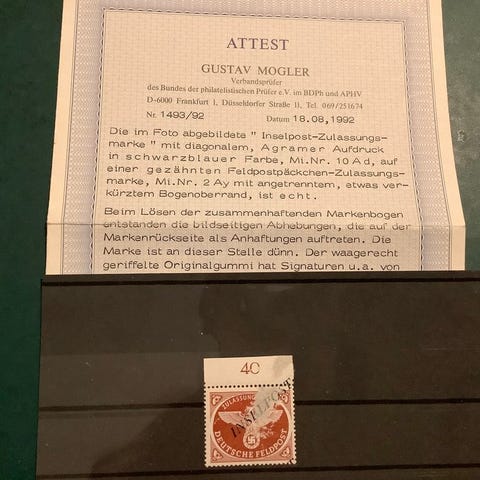 ATTEST
GUSTAV MOGLER
Verbandsprüfer
des Bundes der philatelistischen Prüfer e.V. im BDPh und APHV
D-6000 Frankfurt 1, Düsseldorfer Straße 11, Tel. 069/251674
Nr. 1493/92 Datum 18.08.1992
Die im Foto abgebildete " Inselpost-Zulassungs-
marke " mit diagonalem, Agramer Aufdruck
in schwarzblauer Farbe, Mi.Nr. 10 A d, auf
einer gezähnten Feldpostpäckchen-Zulassungs-
marke, Mi.Nr. 2 Ay mit angetrenntem, etwas ver-
kürztem Bogenoberrand, ist echt.
Beim Lösen der zusammenhaftenden Markenbogen
entstanden die bildseitigen Abhebungen, die auf der
Markenrückseite als Anhaftungen auftreten. Die
Marke ist an dieser Stelle dünn. Der waagerecht
geriffelte Originalgummi hat Signaturen u.a. von
40
ZULASSUNG
INSELPOST
DEUTSCHE FELDPOST